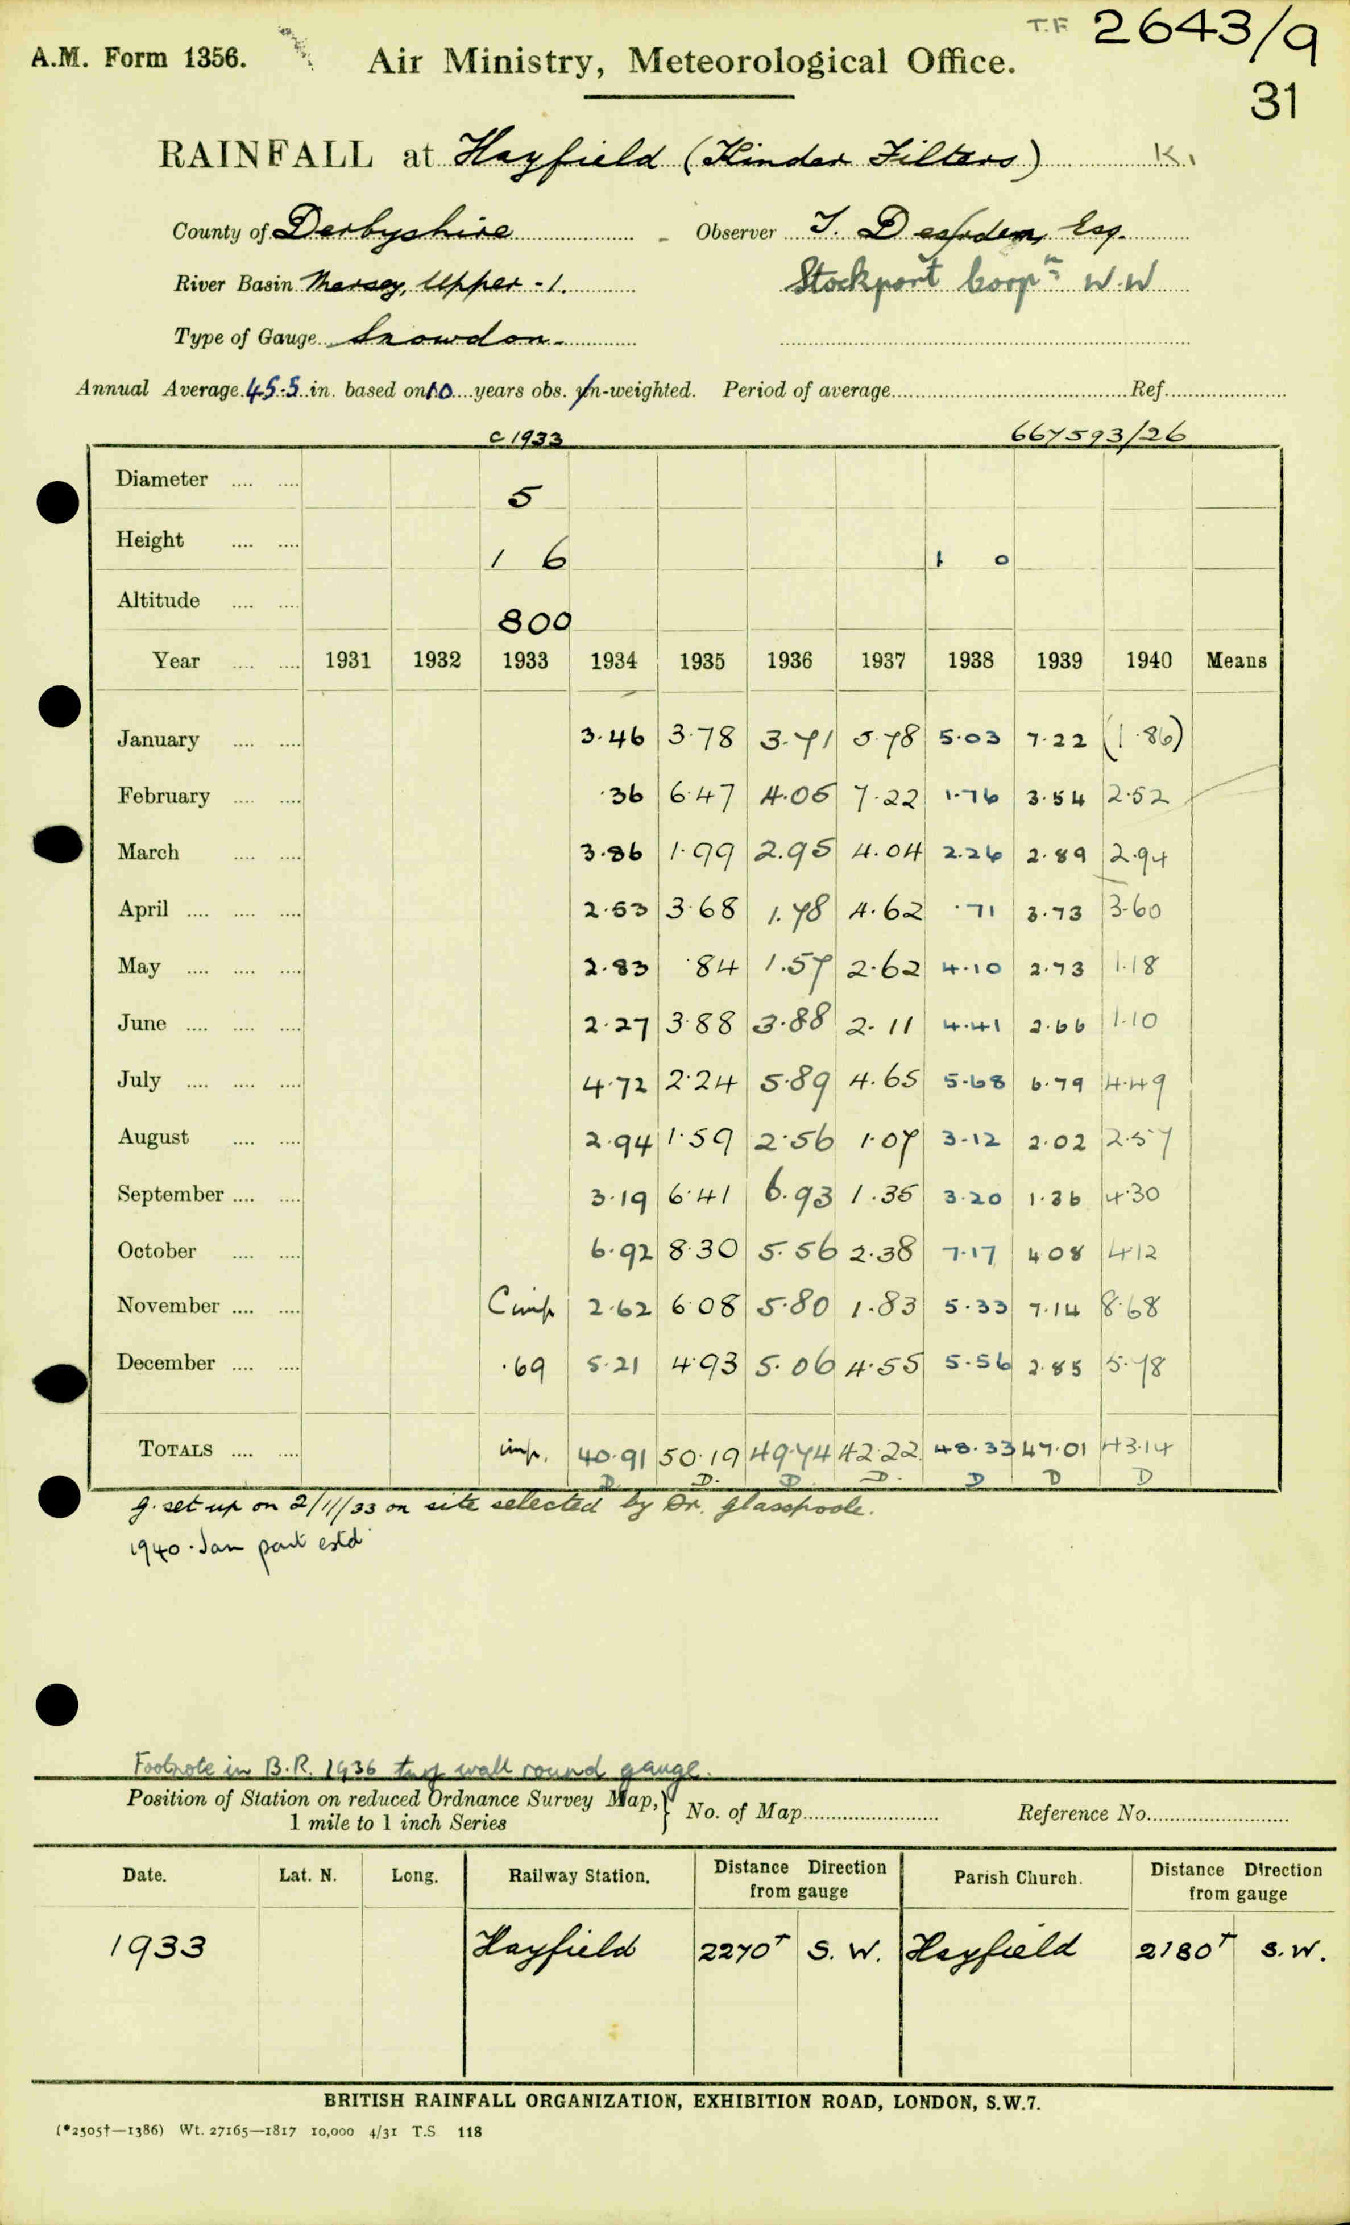 T.F 2643/9
A.M. Form 1356. Air Ministry, Meteorological Office.
31
RAINFALL at Hayfield (Kinder Filters) K1
County of Derbyshire Observer T. Esq.
River Basin Mersey, Upper - 1. Stockport Corpn W.W
Type of Gauge Snowdon
Annual Average 45.5 in. based on 10 years obs. un-weighted. Period of average Ref.
c 1933 667593/26
Diameter 5
Height 1 6 1 0
Altitude 800
Year 1931 1932 1933 1934 1935 1936 1937 1938 1939 1940 Means
January 3.46 3.78 3.71 5.78 5.03 7.22 (1.86)
February .36 6.47 4.05 7.22 1.76 3.54 2.52
March 3.86 1.99 2.95 4.04 2.26 2.89 2.94
April 2.53 3.68 1.78 4.62 .71 3.73 3.60
May 2.83 .84 1.57 2.62 4.10 2.73 1.18
June 2.27 3.88 3.88 2.11 4.41 2.66 1.10
July 4.72 2.24 5.89 4.65 5.68 6.79 4.49
August 2.94 1.59 2.56 1.07 3.12 2.02 2.57
September 3.19 6.41 6.93 1.35 3.20 1.36 4.30
October 6.92 8.30 5.56 2.38 7.17 4.08 4.12
November imp 2.62 6.08 5.80 1.83 5.33 7.14 8.68
December .69 5.21 4.93 5.06 4.55 5.56 2.85 5.78
TOTALS imp. 40.91 50.19 49.74 42.22 48.33 47.01 43.14
D D. D. D. D D D
g. set up on 2/11/33 on site selected by Dr. Glasspoole.
1940. Jan part estd
Footnote in B.R. 1936 turf wall round gauge.
Position of Station on reduced Ordnance Survey Map, No. of Map Reference No.
1 mile to 1 inch Series
Date. Lat. N. Long. Railway Station. Distance Direction from gauge Parish Church. Distance Direction from gauge
1933 Hayfield 2270+ S. W. Hayfield 2180+ S.W.
BRITISH RAINFALL ORGANIZATION, EXHIBITION ROAD, LONDON, S.W.7.
(*2505†—1386) Wt. 27165—1817 10,000 4/31 T.S 118